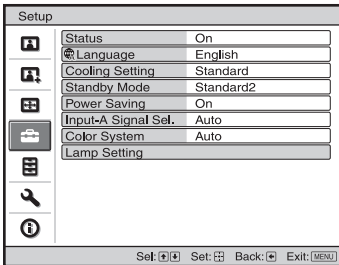 Setup
Status On
Language English
Cooling Setting Standard
Standby Mode Standard2
Power Saving On
Input-A Signal Sel. Auto
Color System Auto
Lamp Setting
Sel: Set: Back: Exit: MENU